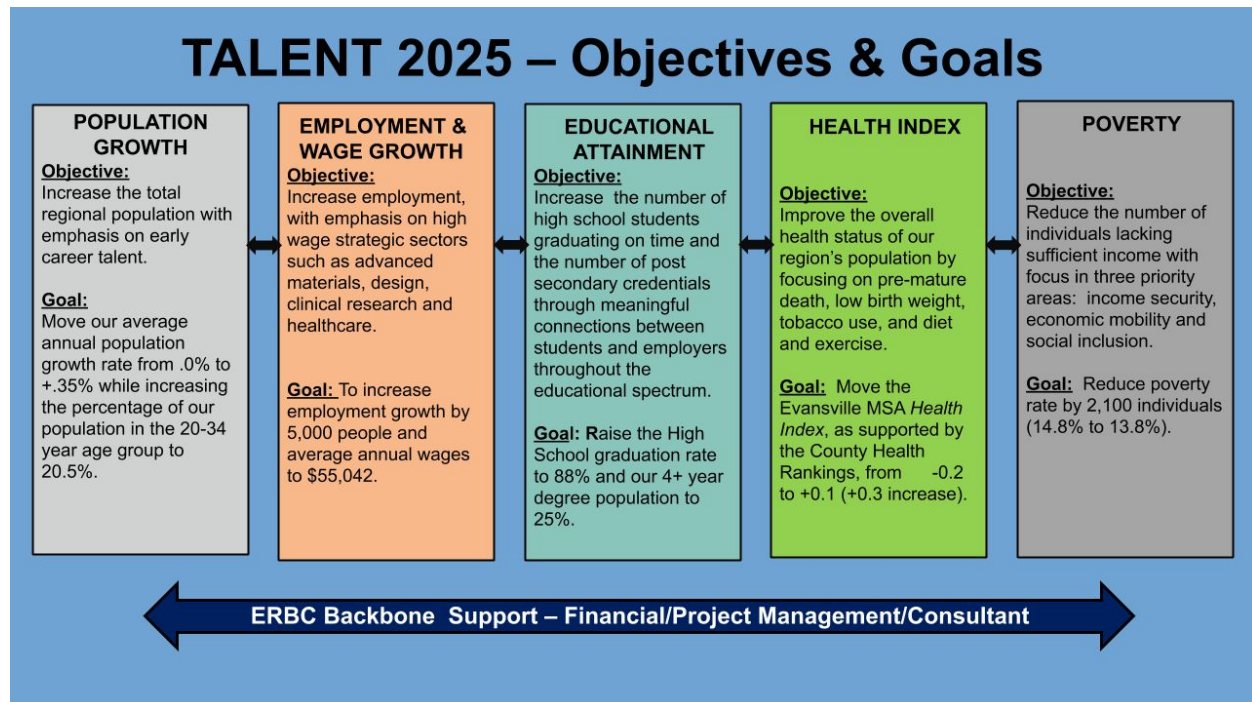 TALENT 2025 – Objectives & Goals
POPULATION
GROWTH
Objective:
Increase the total
regional population with
emphasis on early
career talent.
Goal:
Move our average
annual population
growth rate from .0% to
+.35% while increasing
the percentage of our
population in the 20-34
year age group to
20.5%.
EMPLOYMENT &
WAGE GROWTH
Objective:
Increase employment,
with emphasis on high
wage strategic sectors
such as advanced
materials, design,
clinical research and
healthcare.
Goal: To increase
employment growth by
5,000 people and
average annual wages
to $55,042.
EDUCATIONAL
ATTAINMENT
Objective:
Increase the number of
high school students
graduating on time and
the number of post
secondary credentials
through meaningful
connections between
students and employers
throughout the
educational spectrum.
Goal: Raise the High
School graduation rate
to 88% and our 4+ year
degree population to
25%.
HEALTH INDEX
Objective:
Improve the overall
health status of our
region's population by
focusing on pre-mature
death, low birth weight,
tobacco use, and diet
and exercise.
Goal: Move the
Evansville MSA Health
Index, as supported by
the County Health
Rankings, from -0.2
to +0.1 (+0.3 increase).
POVERTY
Objective:
Reduce the number of
individuals lacking
sufficient income with
focus in three priority
areas: income security,
economic mobility and
social inclusion.
Goal: Reduce poverty
rate by 2,100 individuals
(14.8% to 13.8%).
ERBC Backbone Support – Financial/Project Management/Consultant